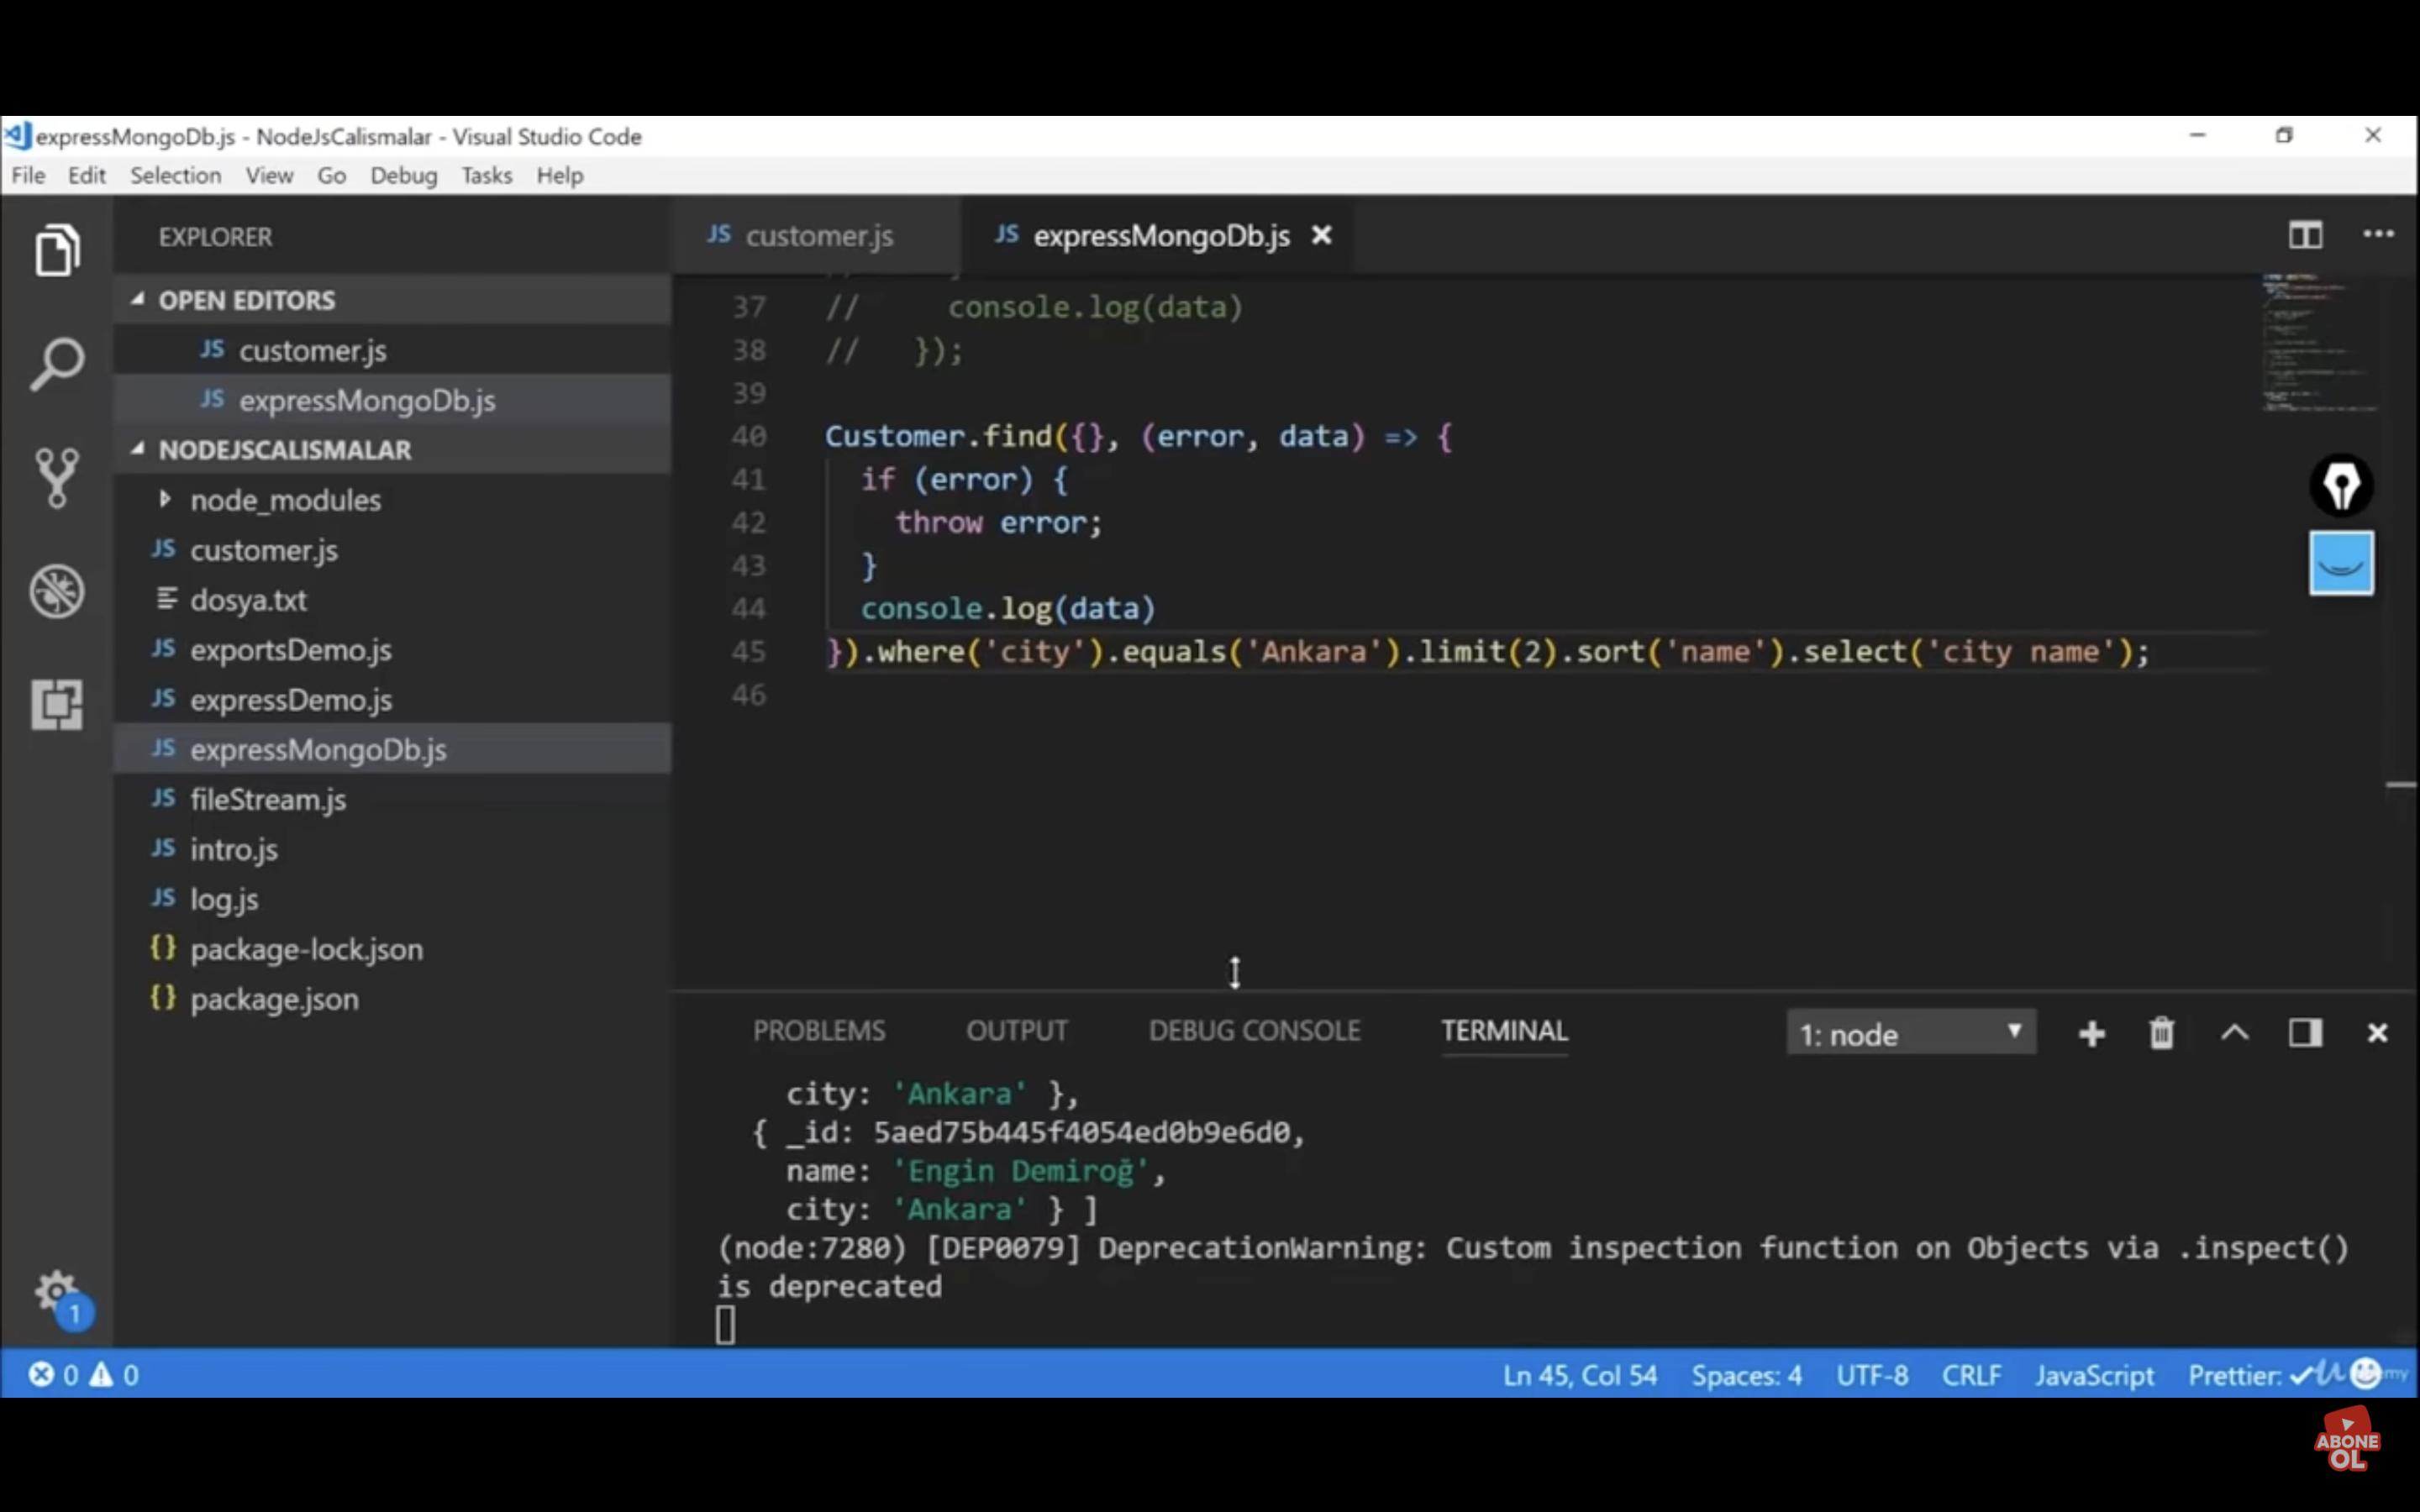 expressMongoDb.js - NodeJsCalismalar - Visual Studio Code
File Edit Selection View Go Debug Tasks Help
EXPLORER
OPEN EDITORS
JS customer.js
JS expressMongoDb.js
NODEJSCALISMALAR
node_modules
JS customer.js
dosya.txt
JS exportsDemo.js
JS expressDemo.js
JS expressMongoDb.js
JS fileStream.js
JS intro.js
JS log.js
{} package-lock.json
{} package.json
1
JS customer.js JS expressMongoDb.js
37 // console.log(data)
38 // });
39
40 Customer.find({}, (error, data) => {
41 if (error) {
42 throw error;
43 }
44 console.log(data)
45 }).where('city').equals('Ankara').limit(2).sort('name').select('city name');
46
PROBLEMS OUTPUT DEBUG CONSOLE TERMINAL 1: node
city: 'Ankara' },
{ _id: 5aed75b445f4054ed0b9e6d0,
name: 'Engin Demiroğ',
city: 'Ankara' } ]
(node:7280) [DEP0079] DeprecationWarning: Custom inspection function on Objects via .inspect()
is deprecated
0 0 Ln 45, Col 54 Spaces: 4 UTF-8 CRLF JavaScript Prettier: ✓
ABONE
OL